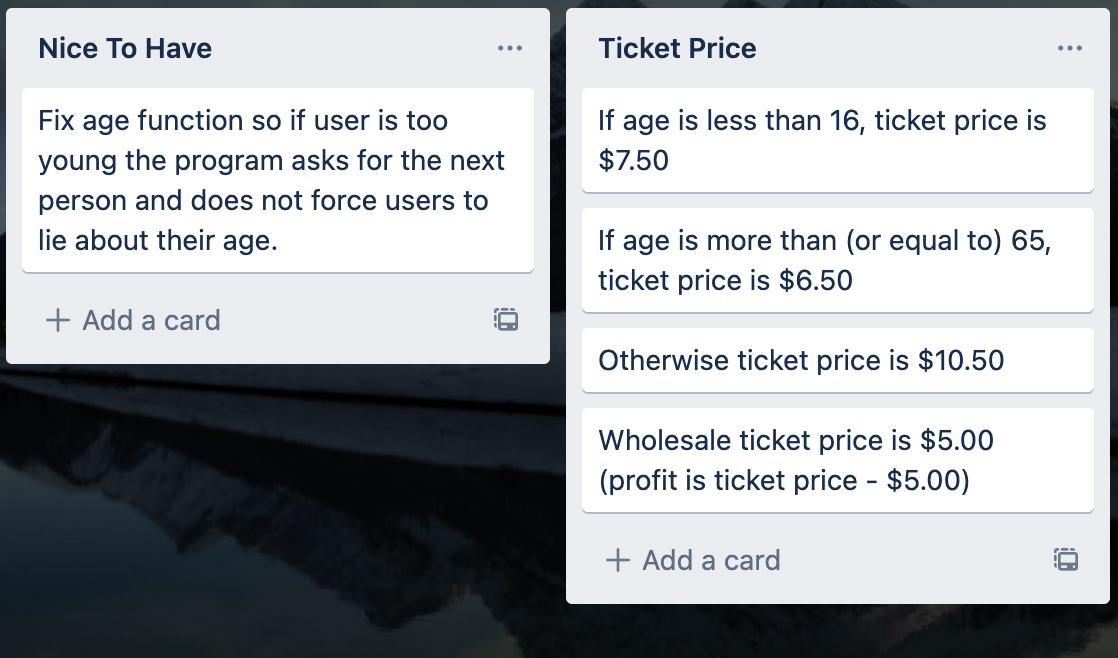 Nice To Have
Fix age function so if user is too
young the program asks for the next
person and does not force users to
lie about their age.
+ Add a card
Ticket Price
If age is less than 16, ticket price is
$7.50
If age is more than (or equal to) 65,
ticket price is $6.50
Otherwise ticket price is $10.50
Wholesale ticket price is $5.00
(profit is ticket price - $5.00)
+ Add a card